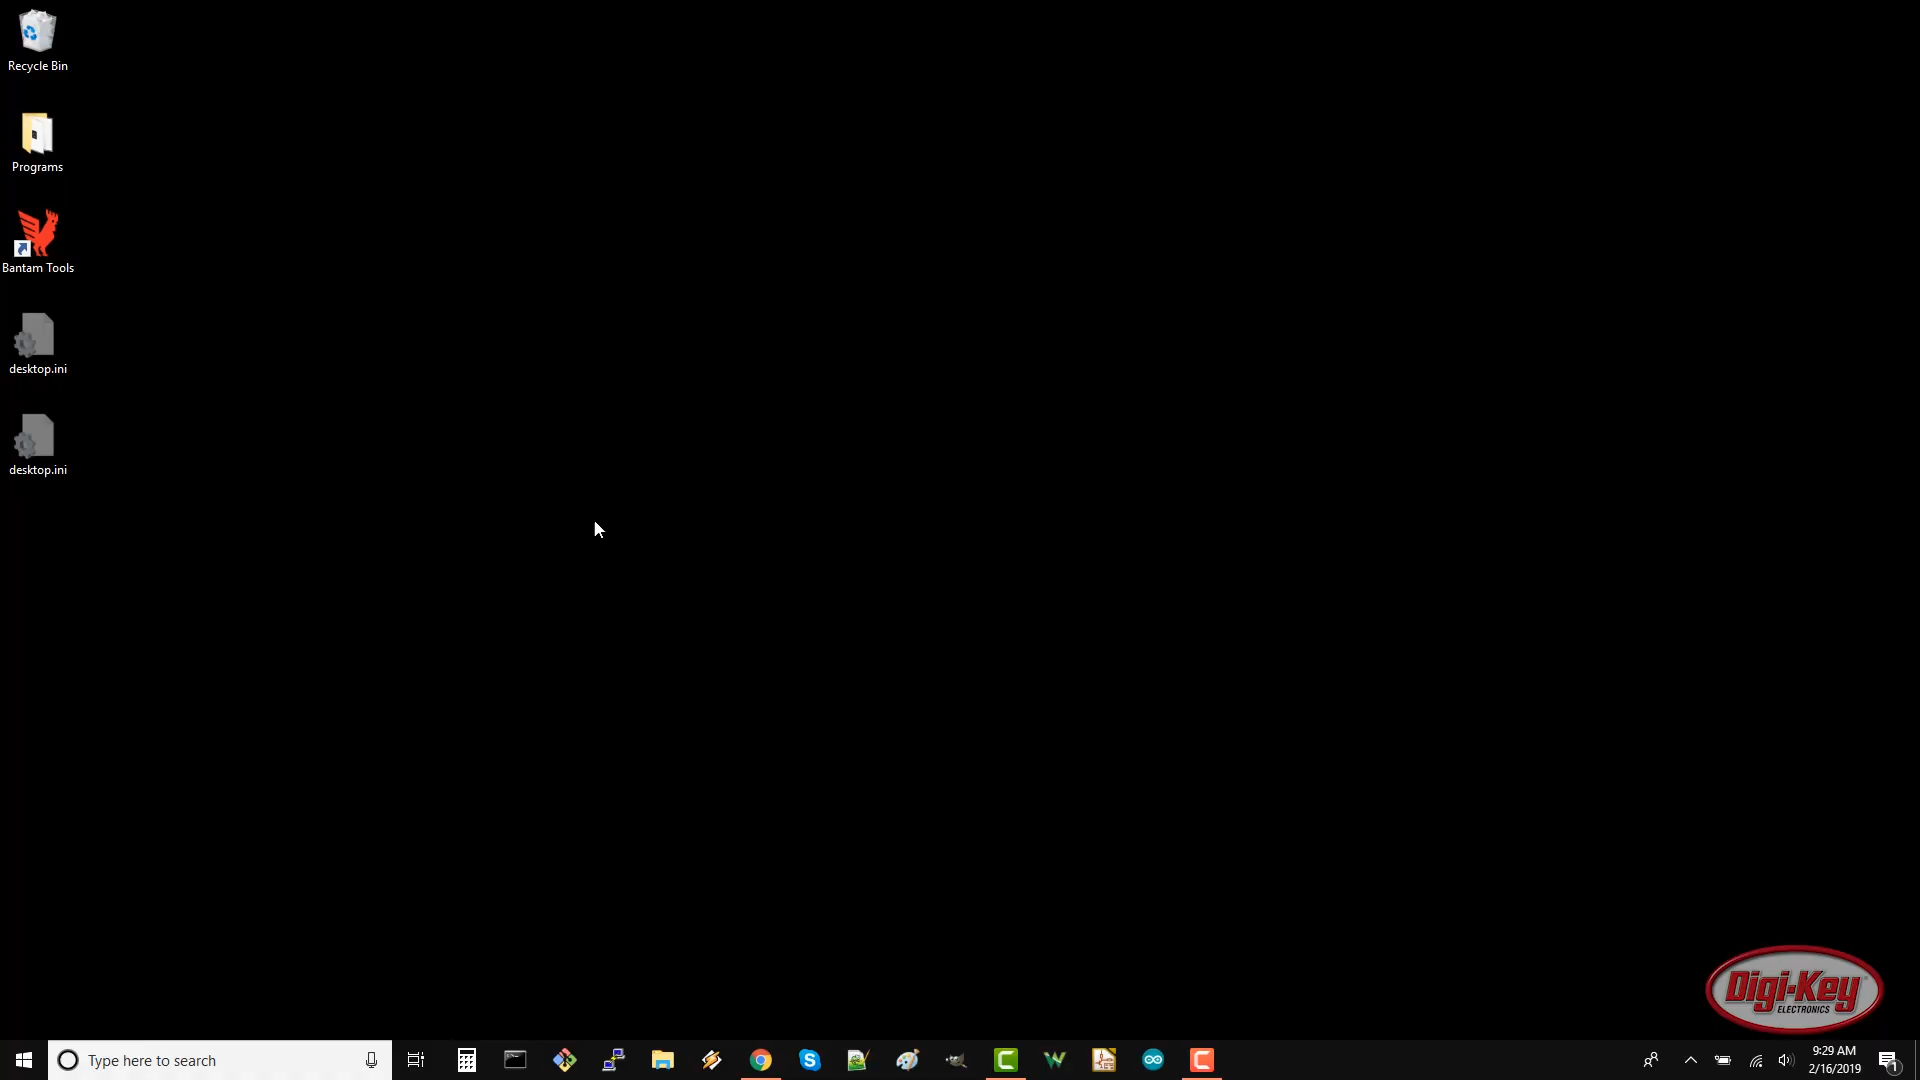 Recycle Bin
Programs
Bantam Tools
desktop.ini
desktop.ini
Digi-Key
ELECTRONICS
Type here to search
9:29 AM
2/16/2019
1